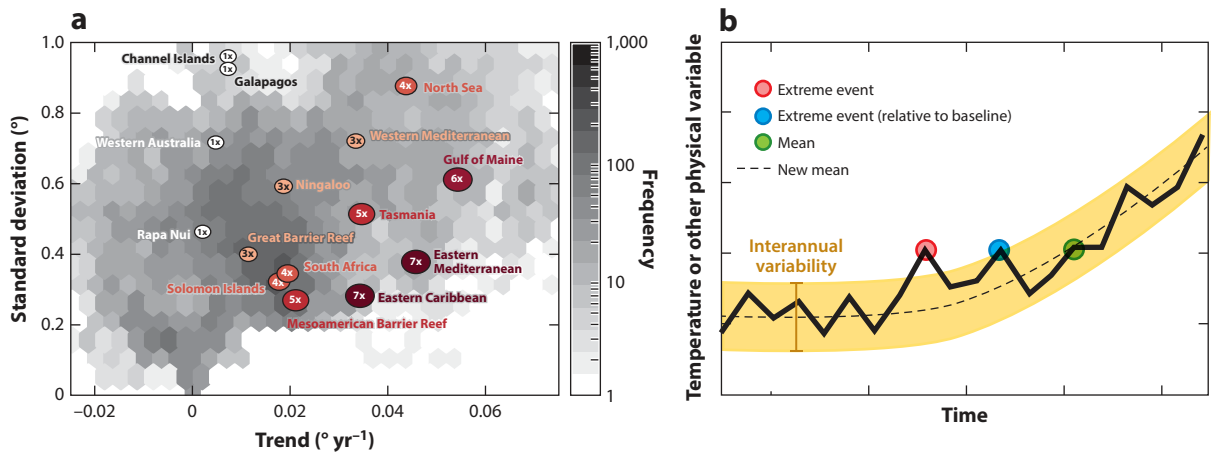 a
b
Standard deviation (°)
1.0
0.8
0.6
0.4
0.2
0
−0.02
0
0.02
0.04
0.06
Trend (° yr⁻¹)
Channel Islands
1x
1x
Galapagos
4x
North Sea
Western Australia
1x
3x
Western Mediterranean
Gulf of Maine
6x
3x
Ningaloo
5x
Tasmania
Rapa Nui
1x
Great Barrier Reef
3x
South Africa
4x
Solomon Islands
4x
7x
Eastern
Mediterranean
5x
7x
Eastern Caribbean
Mesoamerican Barrier Reef
1,000
100
10
1
Frequency
Temperature or other physical variable
Extreme event
Extreme event (relative to baseline)
Mean
New mean
Interannual
variability
Time